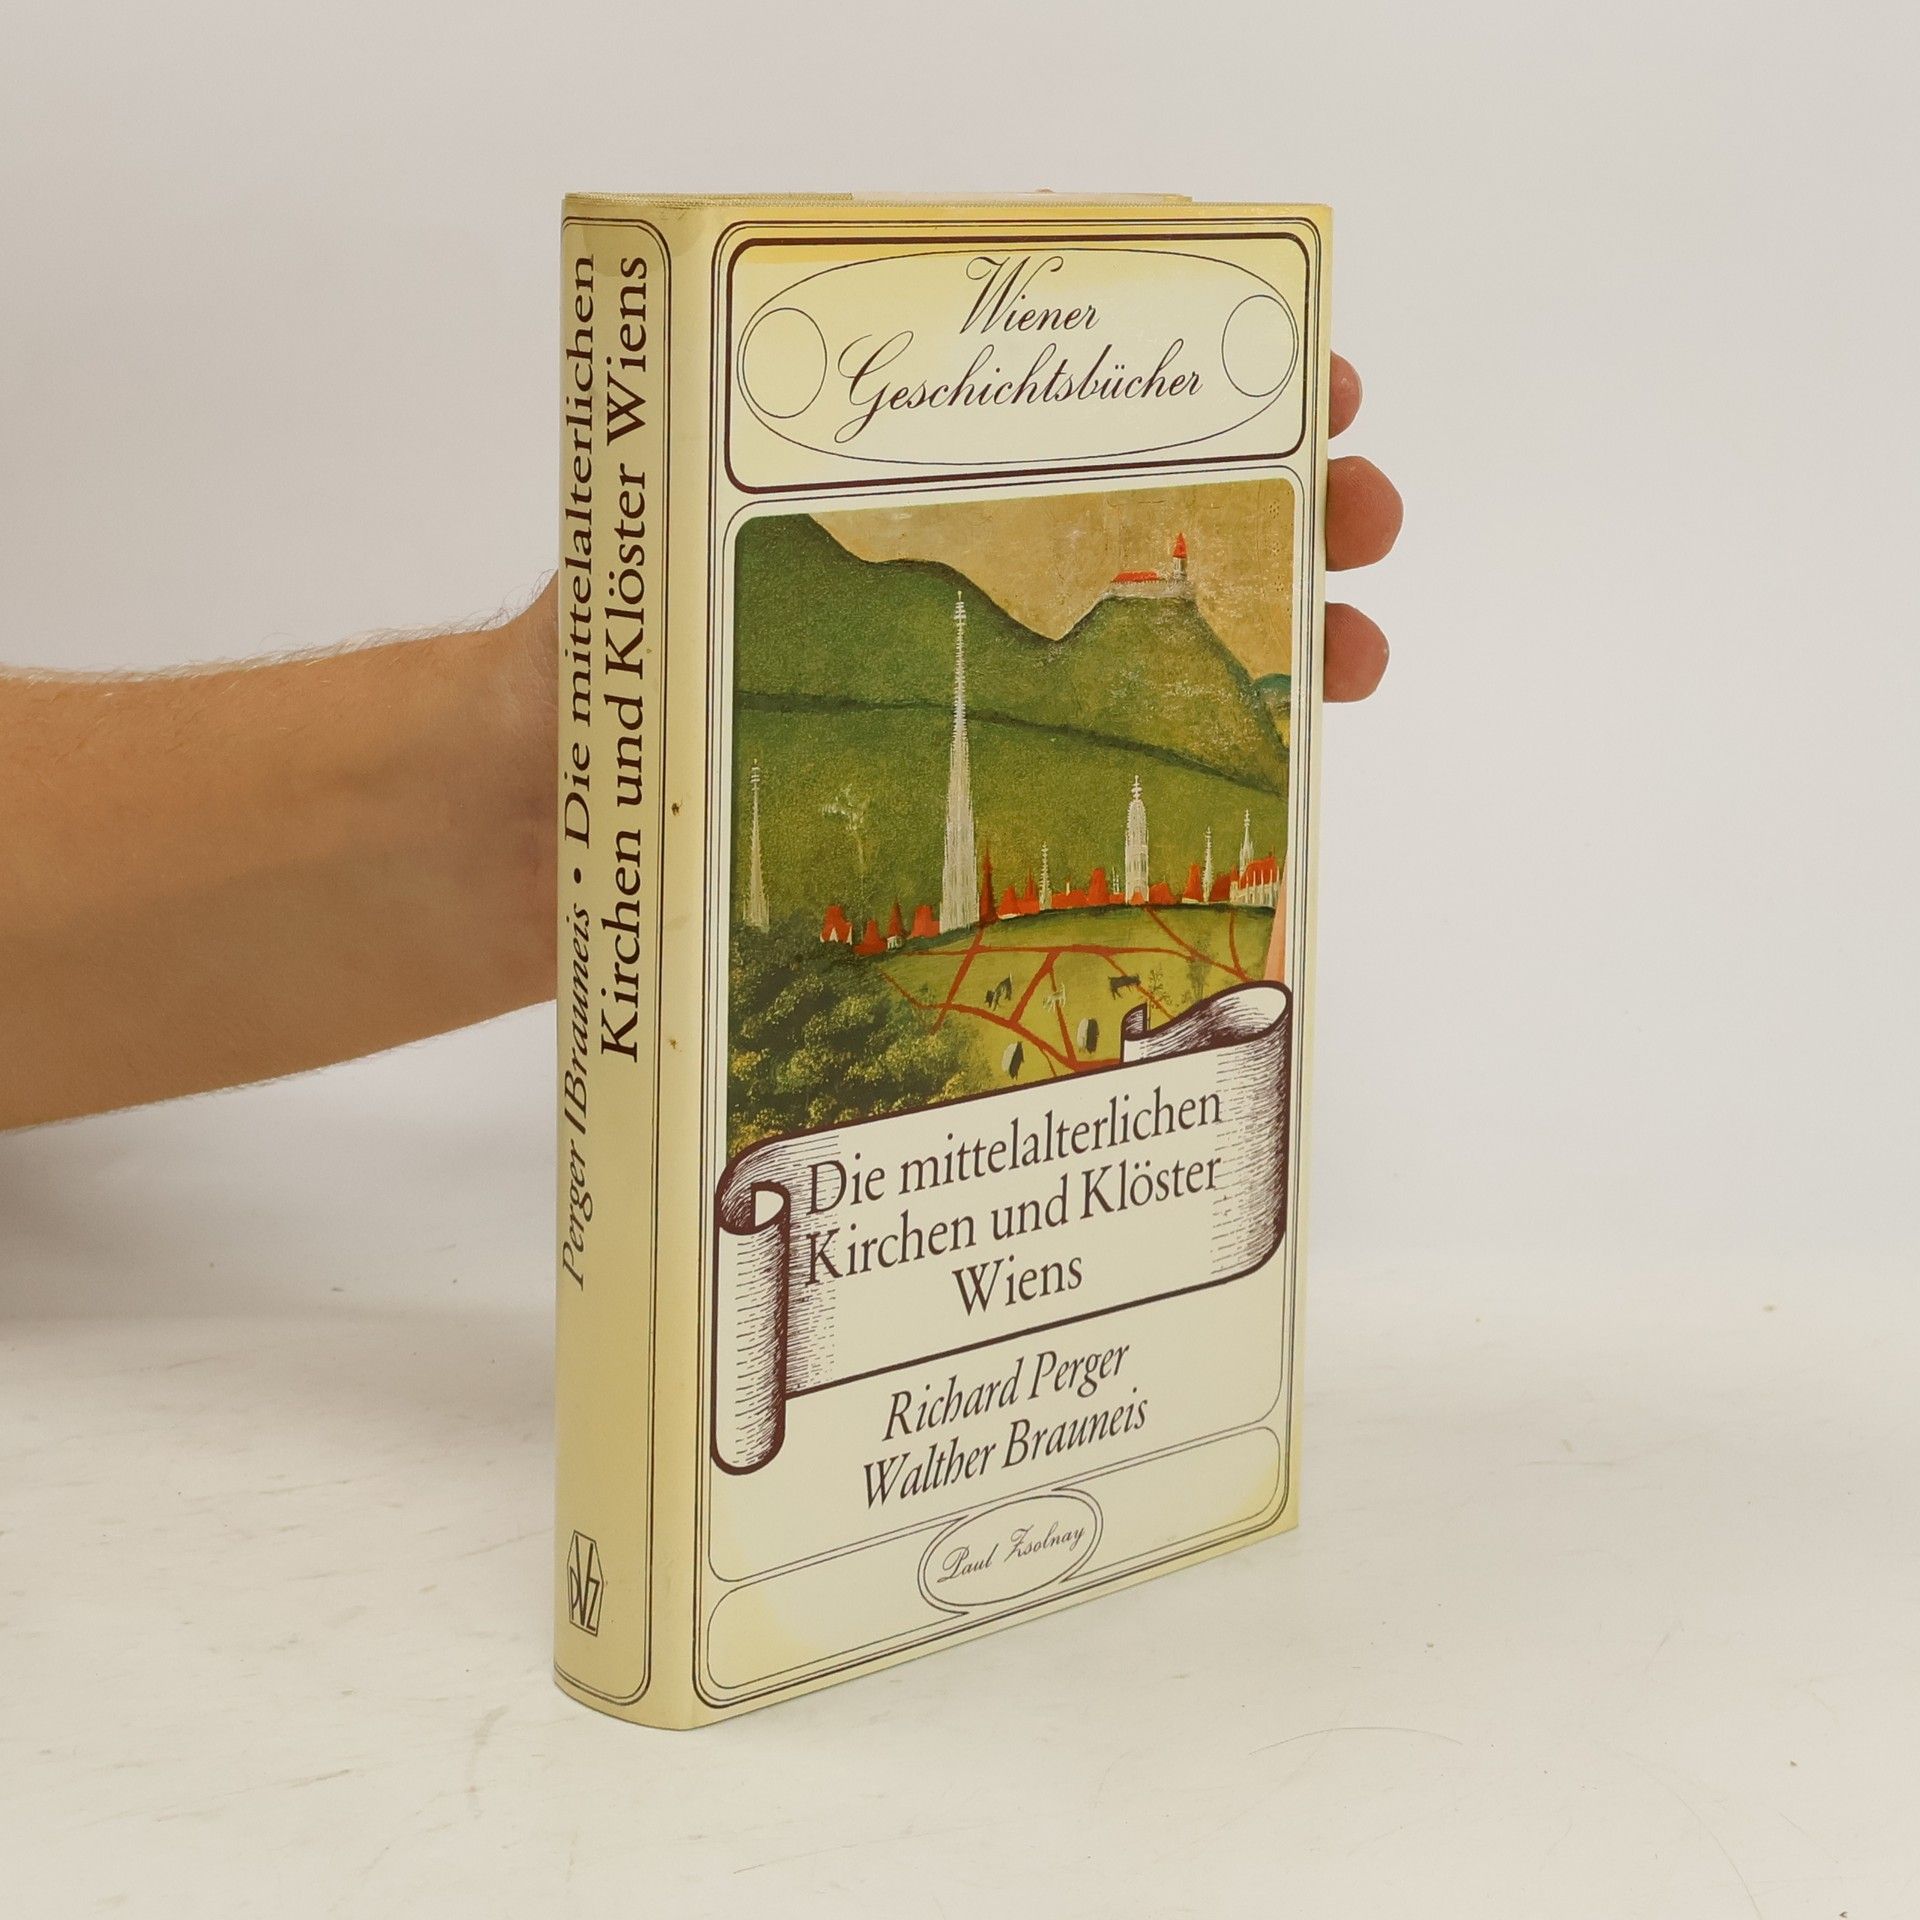 Perger/Brauneis • Die mittelalterlichen
Kirchen und Klöster Wiens
PZV
Wiener
Geschichtsbücher
Die mittelalterlichen
Kirchen und Klöster
Wiens
Richard Perger
Walther Brauneis
Paul Zsolnay